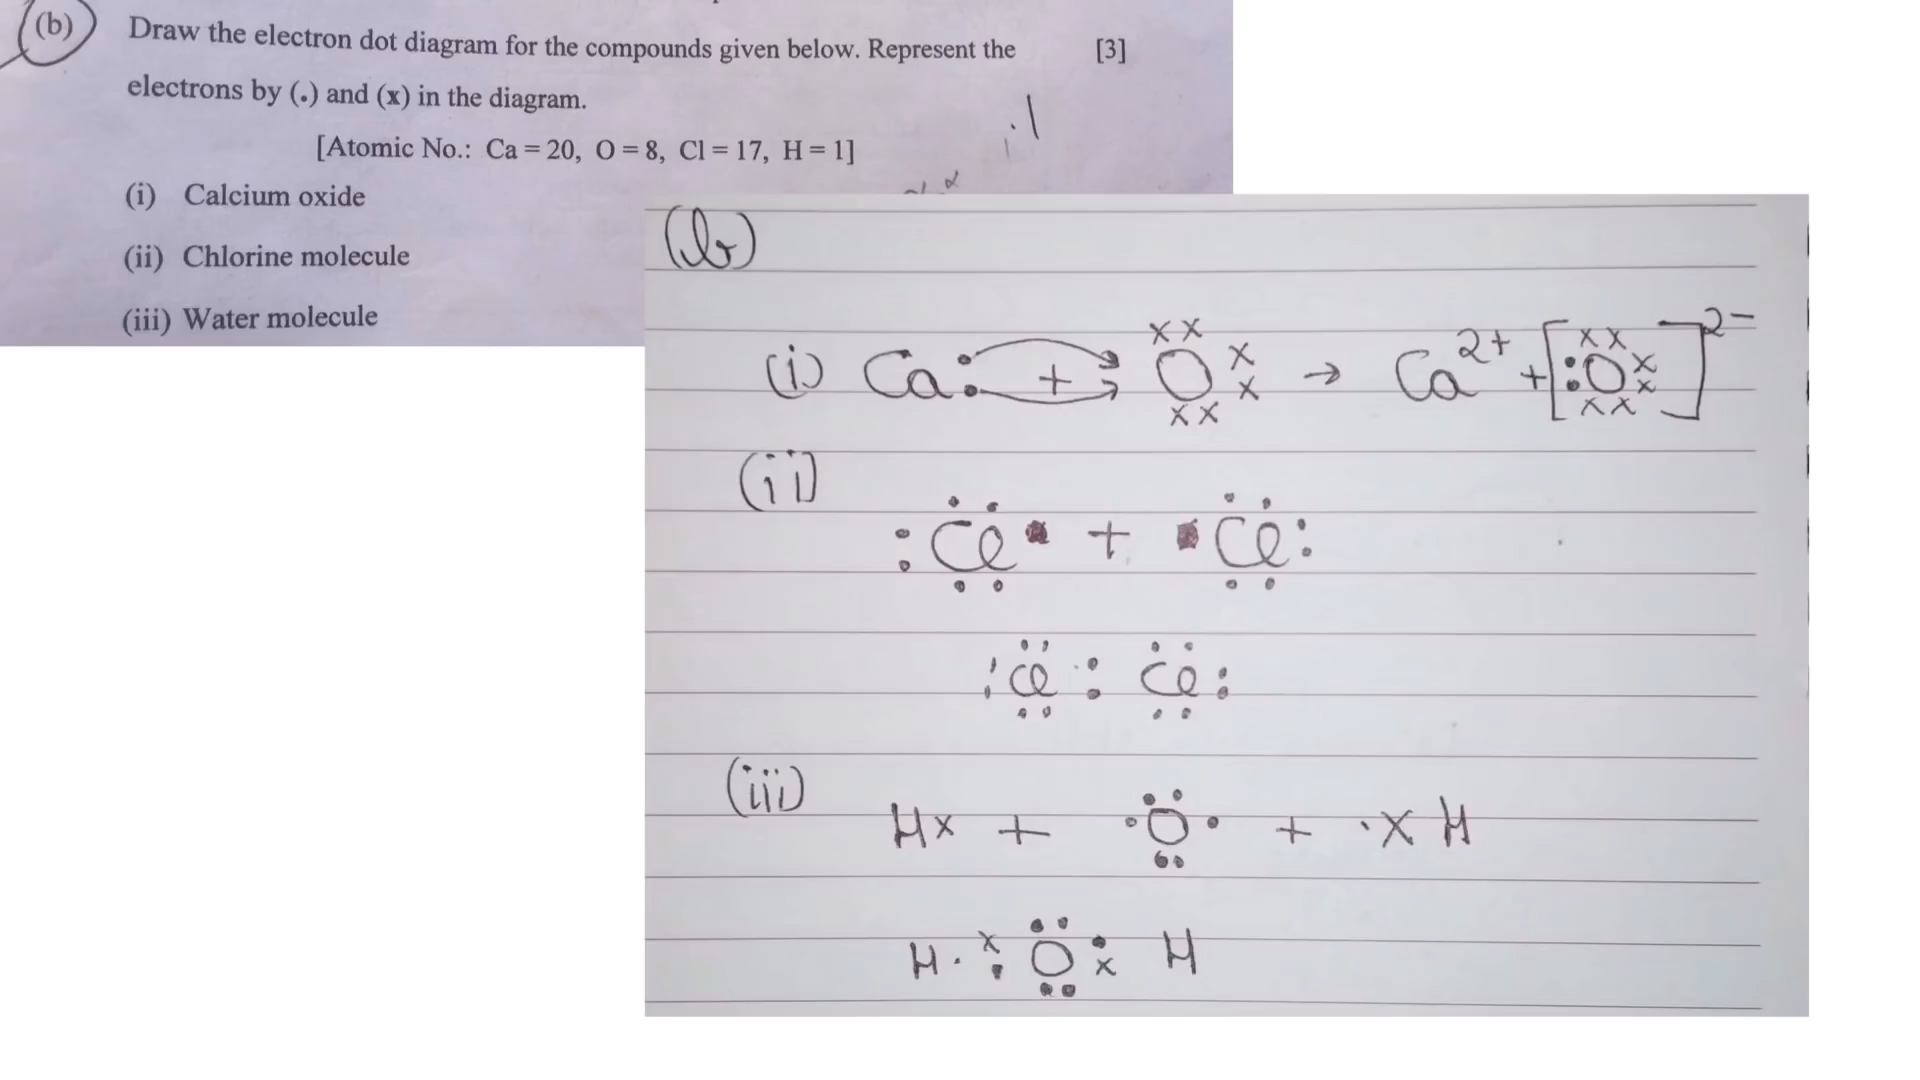 (b) Draw the electron dot diagram for the compounds given below. Represent the [3]
electrons by (.) and (x) in the diagram.
[Atomic No.: Ca = 20, O = 8, Cl = 17, H = 1]
(i) Calcium oxide
(ii) Chlorine molecule
(iii) Water molecule
(b)
(i) Ca: + O → Ca²⁺ + [:O]²⁻
(ii)
:Cl• + •Cl:
:Cl : Cl:
(iii)
Hx + •O• + •x H
H• x• O •x H